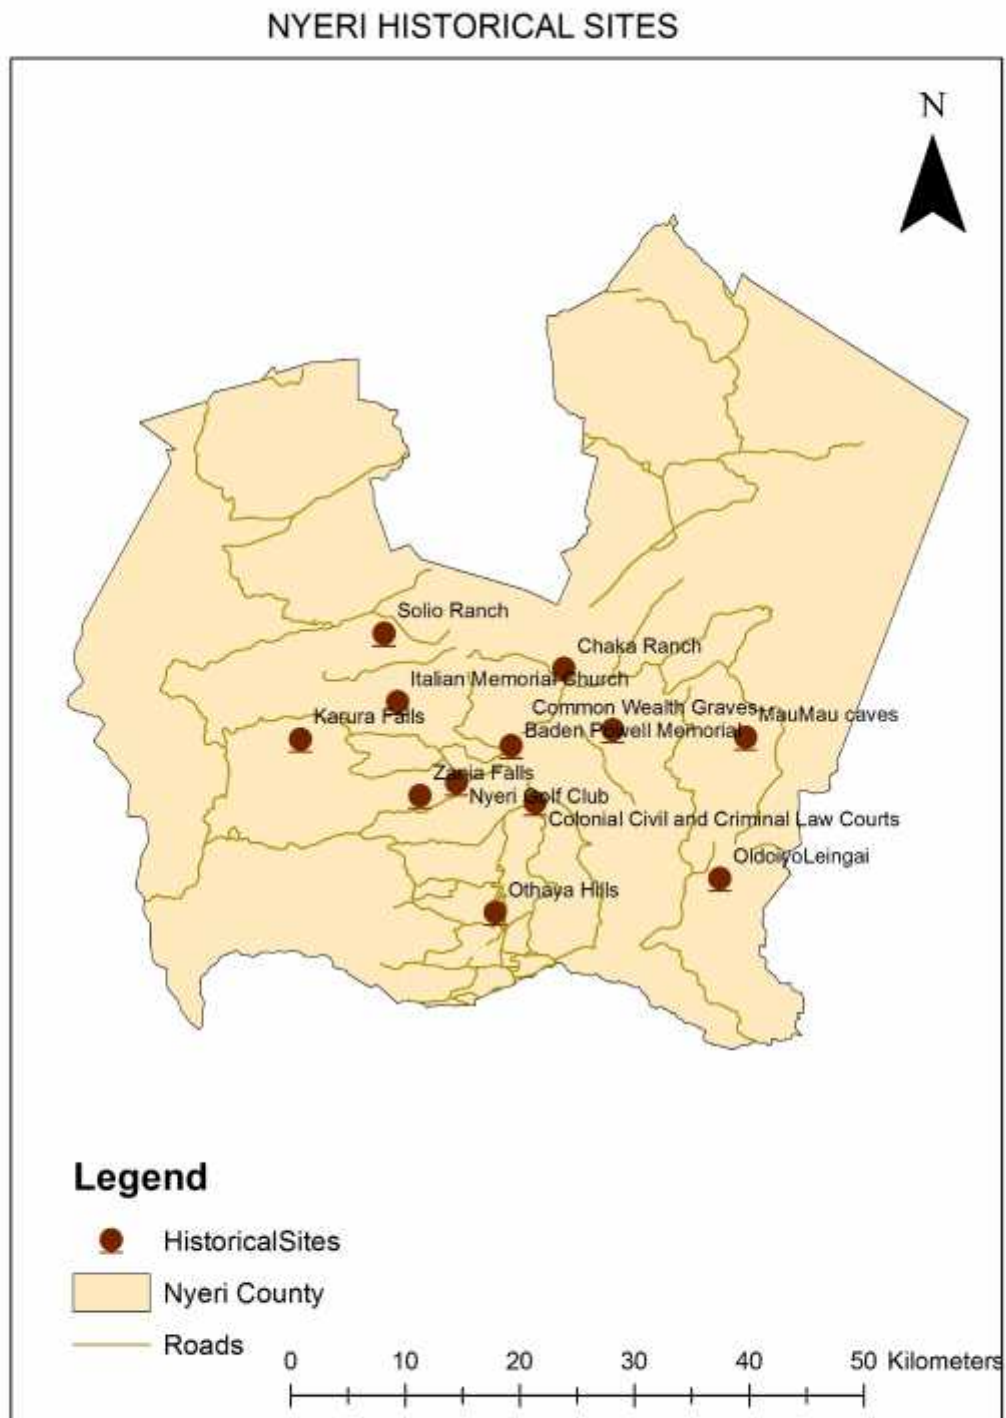 NYERI HISTORICAL SITES
N
Solio Ranch
Chaka Ranch
Italian Memorial Church
Common Wealth Graves
MauMau caves
Karura Falls
Baden Powell Memorial
Zania Falls
Nyeri Golf Club
Colonial Civil and Criminal Law Courts
OldoiyoLeingai
Othaya Hills
Legend
HistoricalSites
Nyeri County
Roads
0 10 20 30 40 50 Kilometers